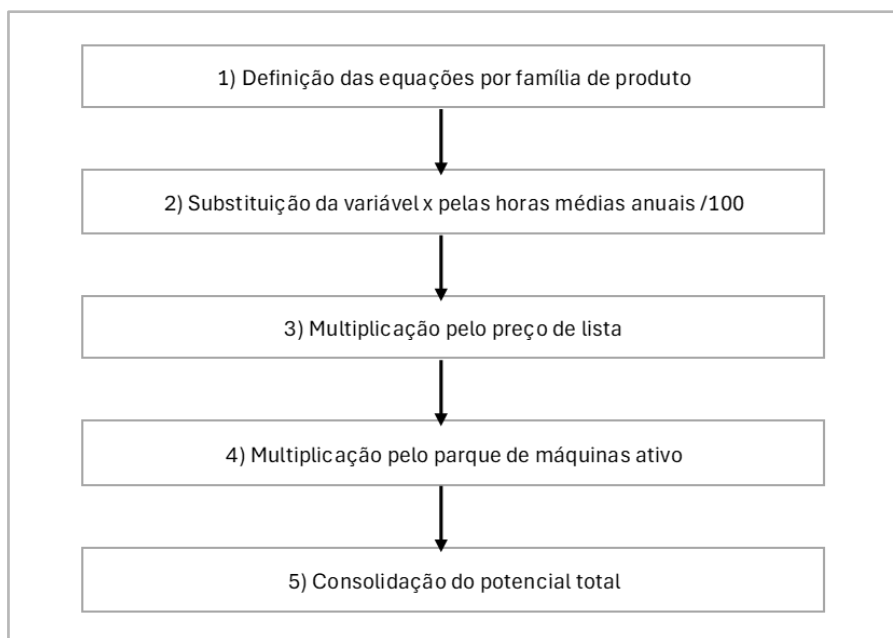 1) Definição das equações por família de produto
2) Substituição da variável x pelas horas médias anuais /100
3) Multiplicação pelo preço de lista
4) Multiplicação pelo parque de máquinas ativo
5) Consolidação do potencial total